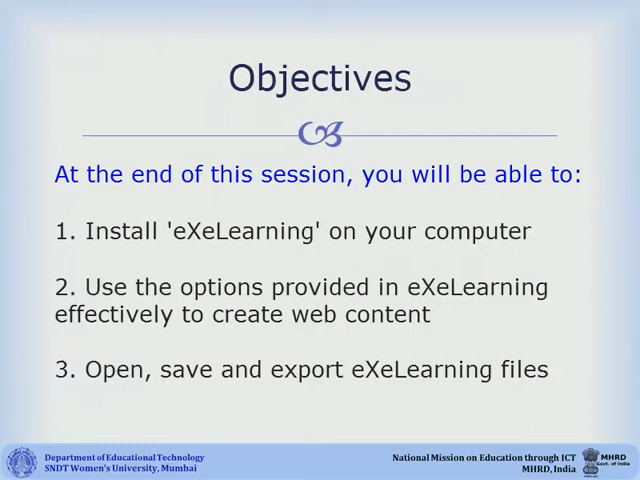 Objectives
At the end of this session, you will be able to:
1. Install 'eXeLearning' on your computer
2. Use the options provided in eXeLearning
effectively to create web content
3. Open, save and export eXeLearning files
Department of Educational Technology
SNDT Women's University, Mumbai
National Mission on Education through ICT
MHRD, India
MHRD
Govt. of India